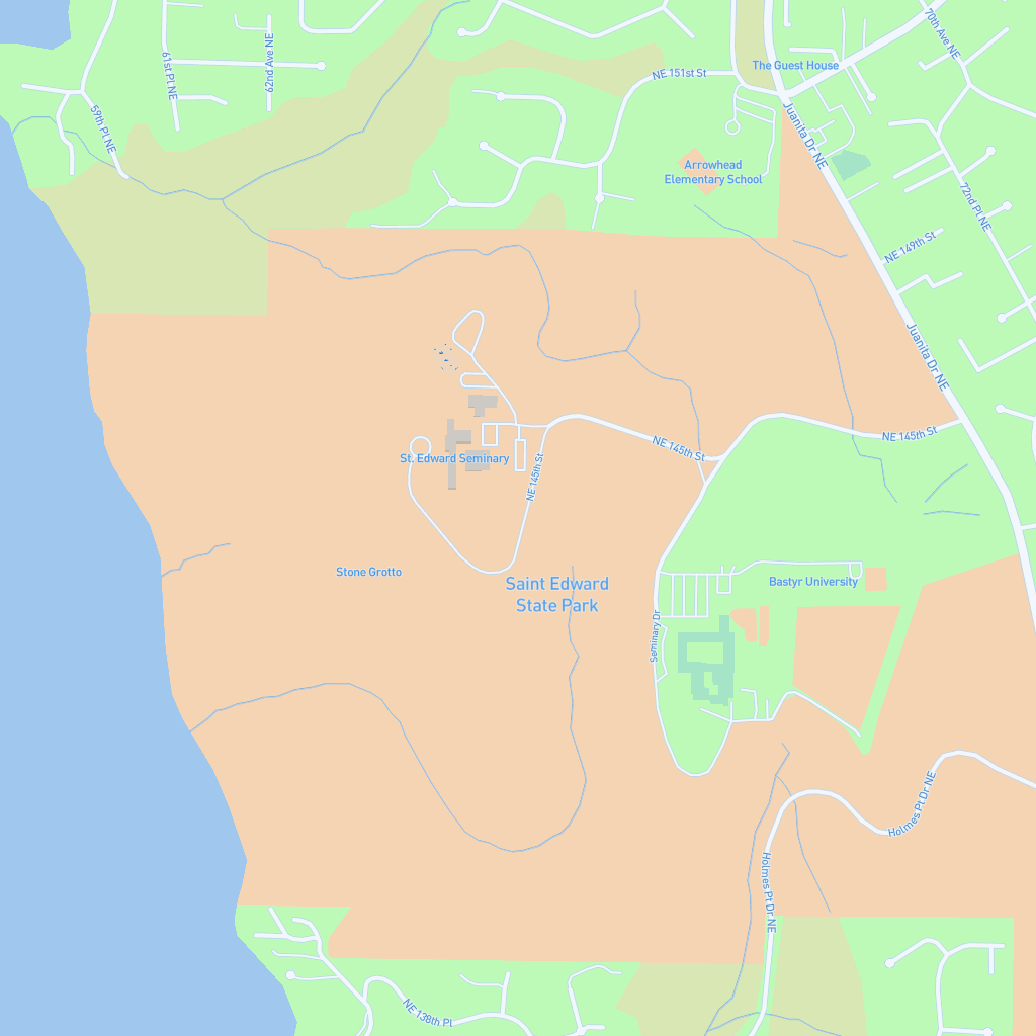 70th Ave NE
61st Pl NE
62nd Ave NE
The Guest House
NE 151st St
59th Pl NE
Juanita Dr NE
Arrowhead
Elementary School
72nd Pl NE
NE 149th St
Juanita Dr NE
NE 145th St
NE 145th St
St. Edward Seminary
NE 145th St
Stone Grotto
Saint Edward
State Park
Bastyr University
Seminary Dr
Holmes Pt Dr NE
Holmes Pt Dr NE
NE 138th Pl